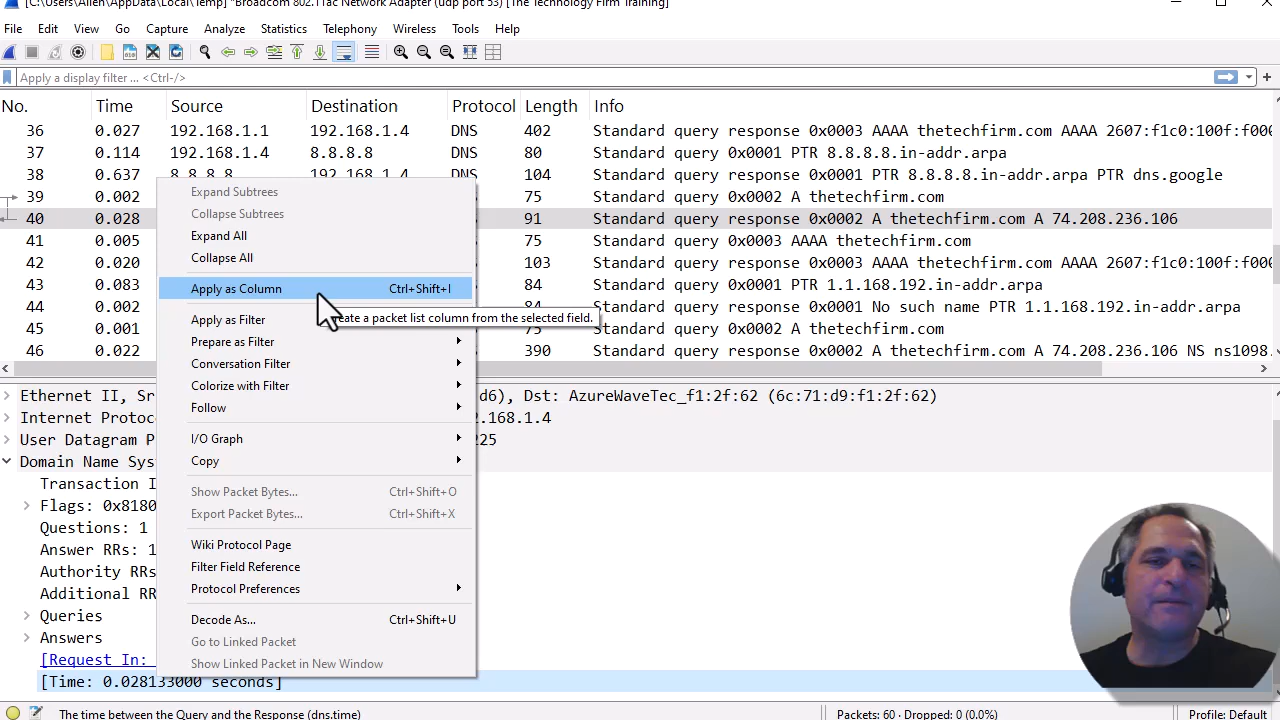 [C:\Users\Allen\AppData\Local\Temp] *Broadcom 802.11ac Network Adapter (udp port 53) [The Technology Firm Training]
File Edit View Go Capture Analyze Statistics Telephony Wireless Tools Help
Apply a display filter ... <Ctrl-/>
No. Time Source Destination Protocol Length Info
36 0.027 192.168.1.1 192.168.1.4 DNS 402 Standard query response 0x0003 AAAA thetechfirm.com AAAA 2607:f1c0:100f:f000
37 0.114 192.168.1.4 8.8.8.8 DNS 80 Standard query 0x0001 PTR 8.8.8.8.in-addr.arpa
38 0.637 8.8.8.8 192.168.1.4 DNS 104 Standard query response 0x0001 PTR 8.8.8.8.in-addr.arpa PTR dns.google
39 0.002 75 Standard query 0x0002 A thetechfirm.com
40 0.028 91 Standard query response 0x0002 A thetechfirm.com A 74.208.236.106
41 0.005 75 Standard query 0x0003 AAAA thetechfirm.com
42 0.020 103 Standard query response 0x0003 AAAA thetechfirm.com AAAA 2607:f1c0:100f:f000
43 0.083 84 Standard query 0x0001 PTR 1.1.168.192.in-addr.arpa
44 0.002 84 Standard query response 0x0001 No such name PTR 1.1.168.192.in-addr.arpa
45 0.001 75 Standard query 0x0002 A thetechfirm.com
46 0.022 390 Standard query response 0x0002 A thetechfirm.com A 74.208.236.106 NS ns1098.
Expand Subtrees
Collapse Subtrees
Expand All
Collapse All
Apply as Column Ctrl+Shift+I
eate a packet list column from the selected field.
Apply as Filter
Prepare as Filter
Conversation Filter
Colorize with Filter
Follow
I/O Graph
Copy
Show Packet Bytes... Ctrl+Shift+O
Export Packet Bytes... Ctrl+Shift+X
Wiki Protocol Page
Filter Field Reference
Protocol Preferences
Decode As... Ctrl+Shift+U
Go to Linked Packet
Show Linked Packet in New Window
Ethernet II, Sr d6), Dst: AzureWaveTec_f1:2f:62 (6c:71:d9:f1:2f:62)
Internet Protoc 2.168.1.4
User Datagram P 225
Domain Name Sys
Transaction I
Flags: 0x8180
Questions: 1
Answer RRs: 1
Authority RRs
Additional RR
Queries
Answers
[Request In:
[Time: 0.028133000 seconds]
The time between the Query and the Response (dns.time) Packets: 60 · Dropped: 0 (0.0%) Profile: Default